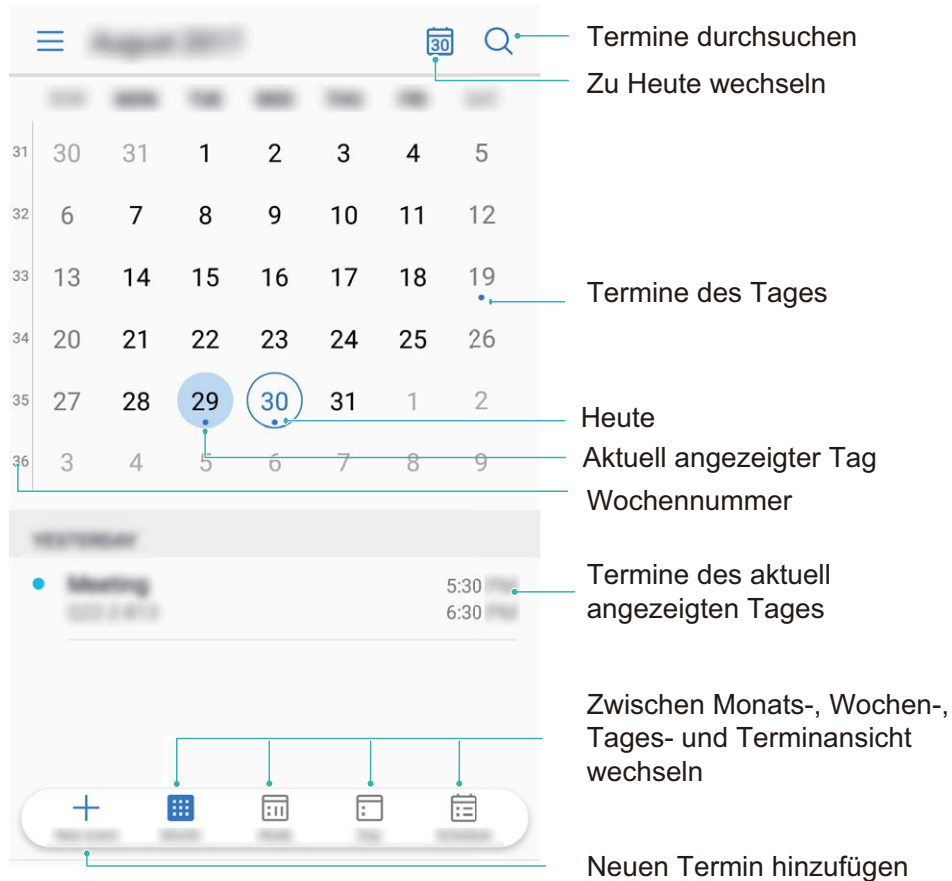 30
Termine durchsuchen
Zu Heute wechseln
31 30 31 1 2 3 4 5
32 6 7 8 9 10 11 12
33 13 14 15 16 17 18 19
Termine des Tages
34 20 21 22 23 24 25 26
35 27 28 29 30 31 1 2
Heute
36 3 4 5 6 7 8 9
Aktuell angezeigter Tag
Wochennummer
5:30
6:30
Termine des aktuell
angezeigten Tages
Zwischen Monats-, Wochen-,
Tages- und Terminansicht
wechseln
Neuen Termin hinzufügen